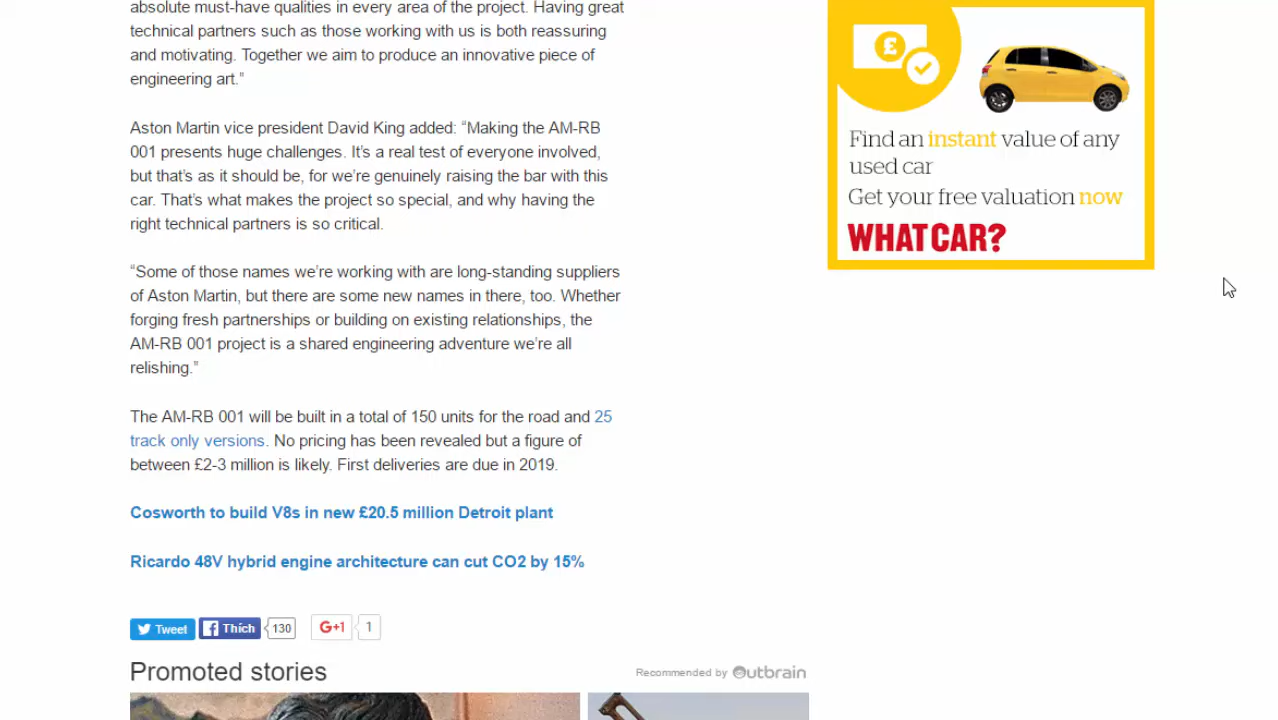 absolute must-have qualities in every area of the project. Having great
technical partners such as those working with us is both reassuring
and motivating. Together we aim to produce an innovative piece of
engineering art.”
Aston Martin vice president David King added: “Making the AM-RB
001 presents huge challenges. It’s a real test of everyone involved,
but that’s as it should be, for we’re genuinely raising the bar with this
car. That’s what makes the project so special, and why having the
right technical partners is so critical.
“Some of those names we’re working with are long-standing suppliers
of Aston Martin, but there are some new names in there, too. Whether
forging fresh partnerships or building on existing relationships, the
AM-RB 001 project is a shared engineering adventure we’re all
relishing.”
The AM-RB 001 will be built in a total of 150 units for the road and 25
track only versions. No pricing has been revealed but a figure of
between £2-3 million is likely. First deliveries are due in 2019.
Cosworth to build V8s in new £20.5 million Detroit plant
Ricardo 48V hybrid engine architecture can cut CO2 by 15%
Tweet Thích 130 G+1 1
Promoted stories
Recommended by Outbrain
£
Find an instant value of any
used car
Get your free valuation now
WHAT CAR?